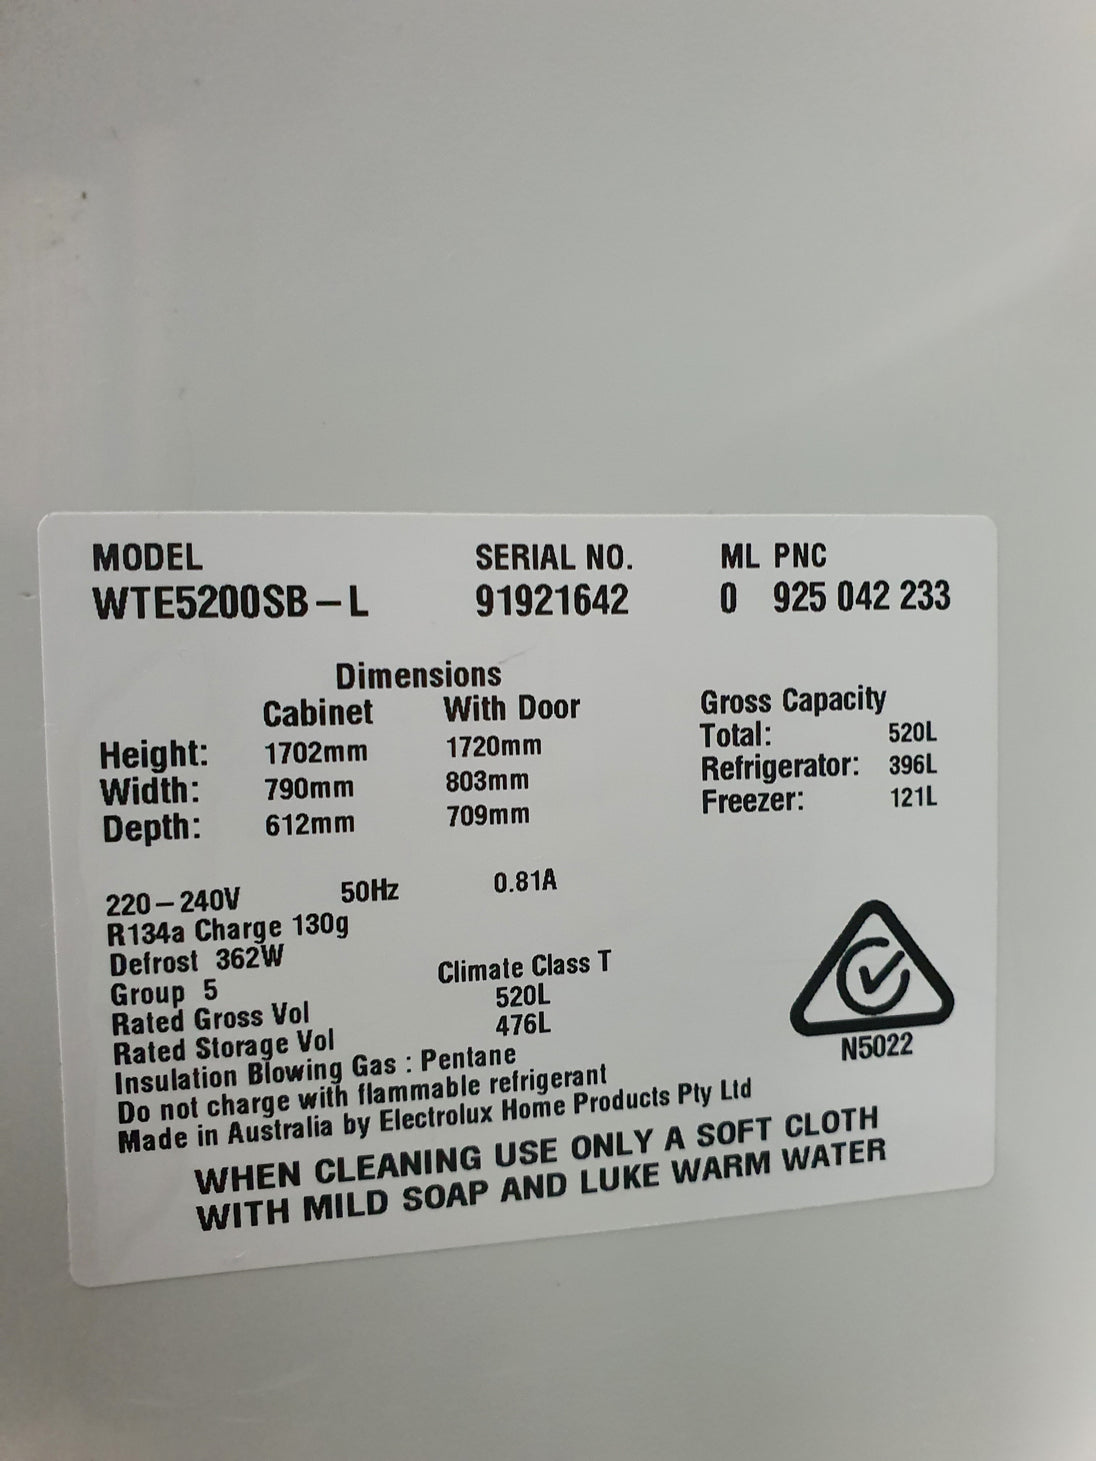 MODEL SERIAL NO. ML PNC
WTE5200SB-L 91921642 0 925 042 233
Dimensions
Cabinet With Door Gross Capacity
Height: 1702mm 1720mm Total: 520L
Width: 790mm 803mm Refrigerator: 396L
Depth: 612mm 709mm Freezer: 121L
220-240V 50Hz 0.81A
R134a Charge 130g
Defrost 362W
Group 5 Climate Class T
Rated Gross Vol 520L
Rated Storage Vol 476L
Insulation Blowing Gas : Pentane
Do not charge with flammable refrigerant
Made in Australia by Electrolux Home Products Pty Ltd
N5022
WHEN CLEANING USE ONLY A SOFT CLOTH
WITH MILD SOAP AND LUKE WARM WATER